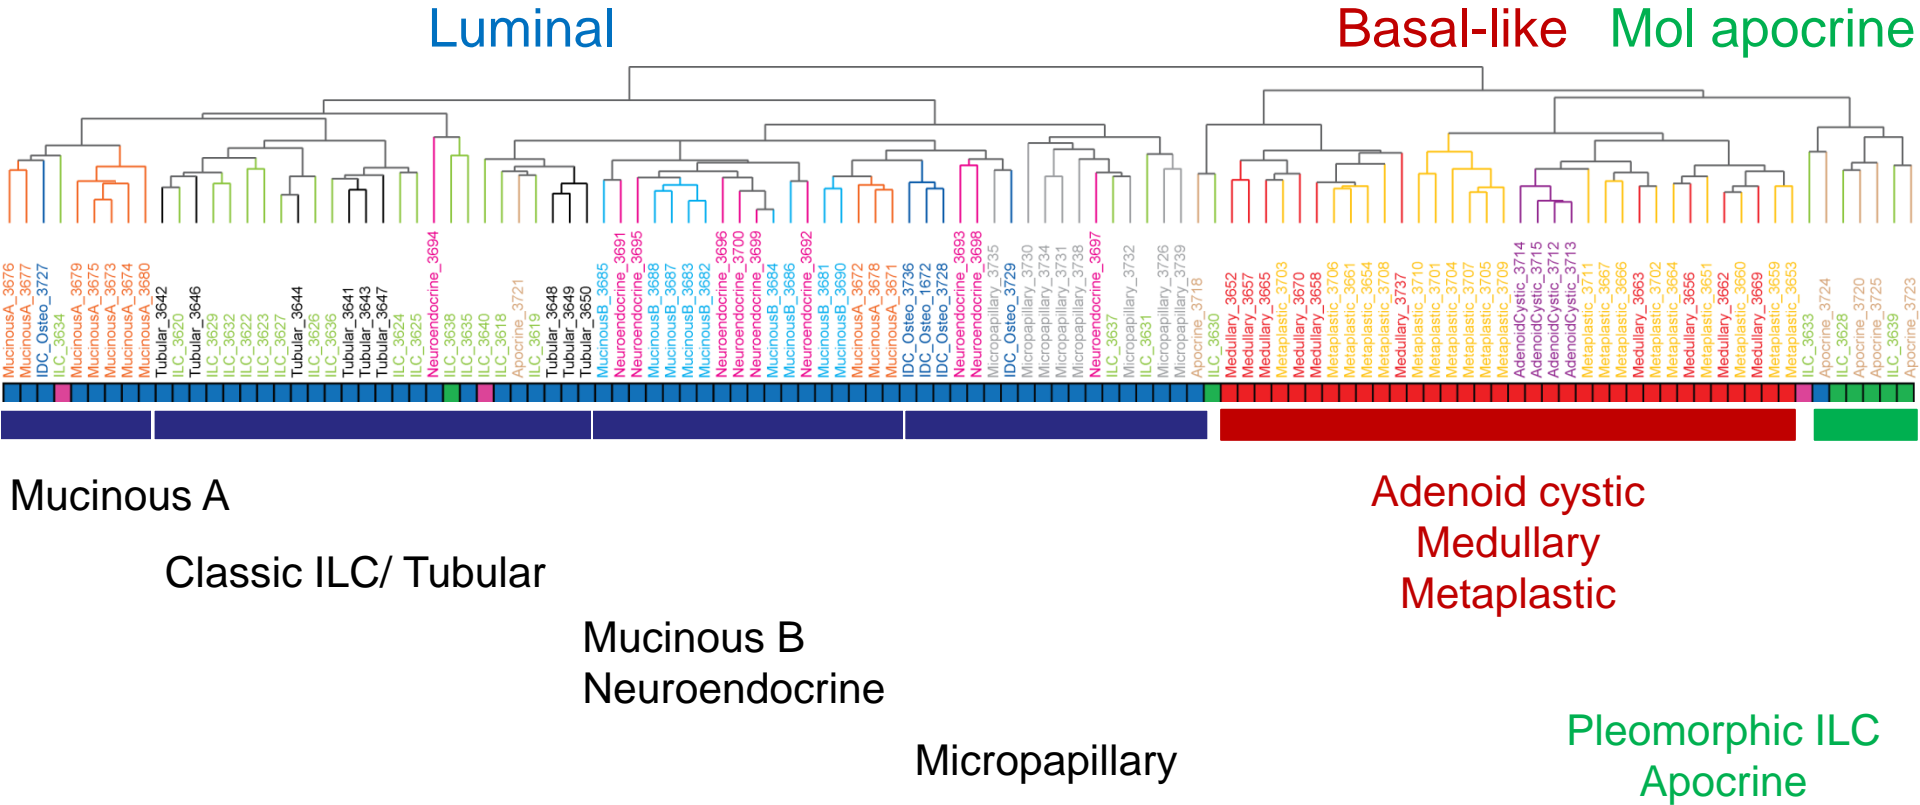 Luminal
Basal-like
Mol apocrine
MucinousA_3676
MucinousA_3677
IDC_Osteo_3727
ILC_3634
MucinousA_3679
MucinousA_3675
MucinousA_3673
MucinousA_3674
MucinousA_3680
Tubular_3642
ILC_3620
Tubular_3646
ILC_3629
ILC_3632
ILC_3622
ILC_3623
ILC_3627
Tubular_3644
ILC_3626
ILC_3636
Tubular_3641
Tubular_3643
Tubular_3647
ILC_3624
ILC_3625
Neuroendocrine_3694
ILC_3638
ILC_3635
ILC_3640
ILC_3618
Apocrine_3721
ILC_3619
Tubular_3648
Tubular_3649
Tubular_3650
MucinousB_3685
Neuroendocrine_3691
Neuroendocrine_3695
MucinousB_3688
MucinousB_3687
MucinousB_3683
MucinousB_3682
Neuroendocrine_3696
Neuroendocrine_3700
Neuroendocrine_3699
MucinousB_3684
MucinousB_3686
Neuroendocrine_3692
MucinousB_3681
MucinousB_3690
MucinousA_3672
MucinousA_3678
MucinousA_3671
IDC_Osteo_3736
IDC_Osteo_1672
IDC_Osteo_3728
Neuroendocrine_3693
Neuroendocrine_3698
Micropapillary_3735
IDC_Osteo_3729
Micropapillary_3730
Micropapillary_3734
Micropapillary_3731
Micropapillary_3738
Neuroendocrine_3697
ILC_3637
Micropapillary_3732
ILC_3631
Micropapillary_3726
Micropapillary_3739
Apocrine_3718
ILC_3630
Medullary_3652
Medullary_3657
Medullary_3665
Metaplastic_3703
Medullary_3670
Medullary_3658
Metaplastic_3706
Metaplastic_3661
Metaplastic_3654
Metaplastic_3708
Medullary_3737
Metaplastic_3710
Metaplastic_3701
Metaplastic_3704
Metaplastic_3707
Metaplastic_3705
Metaplastic_3709
AdenoidCystic_3714
AdenoidCystic_3715
AdenoidCystic_3712
AdenoidCystic_3713
Metaplastic_3711
Metaplastic_3667
Metaplastic_3666
Medullary_3663
Metaplastic_3702
Metaplastic_3664
Medullary_3656
Metaplastic_3651
Medullary_3662
Metaplastic_3660
Medullary_3669
Metaplastic_3659
Metaplastic_3653
ILC_3633
Apocrine_3724
ILC_3628
Apocrine_3720
Apocrine_3725
ILC_3639
Apocrine_3723
Mucinous A
Classic ILC/ Tubular
Mucinous B
Neuroendocrine
Micropapillary
Adenoid cystic
Medullary
Metaplastic
Pleomorphic ILC
Apocrine